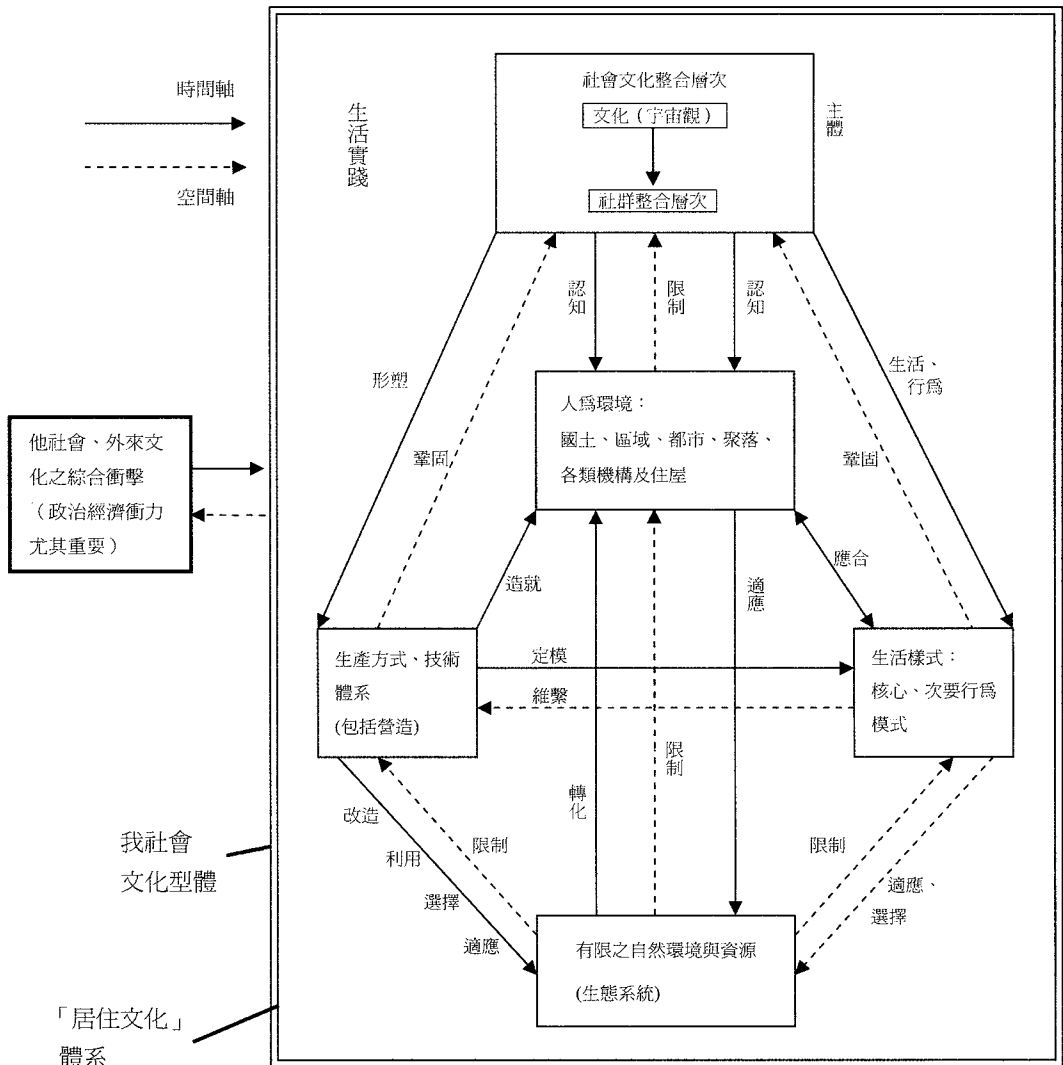 時間軸
空間軸
生活實踐
社會文化整合層次
文化（宇宙觀）
社群整合層次
主體
認知
限制
認知
形塑
鞏固
生活、
行為
鞏固
人為環境：
國土、區域、都市、聚落、
各類機構及住屋
他社會、外來文
化之綜合衝擊
（政治經濟衝力
尤其重要）
造就
適應
應合
生產方式、技術
體系
(包括營造)
定模
維繫
生活樣式：
核心、次要行為
模式
轉化
限制
改造
利用
選擇
適應
限制
限制
適應、
選擇
有限之自然環境與資源
(生態系統)
我社會
文化型體
「居住文化」
體系